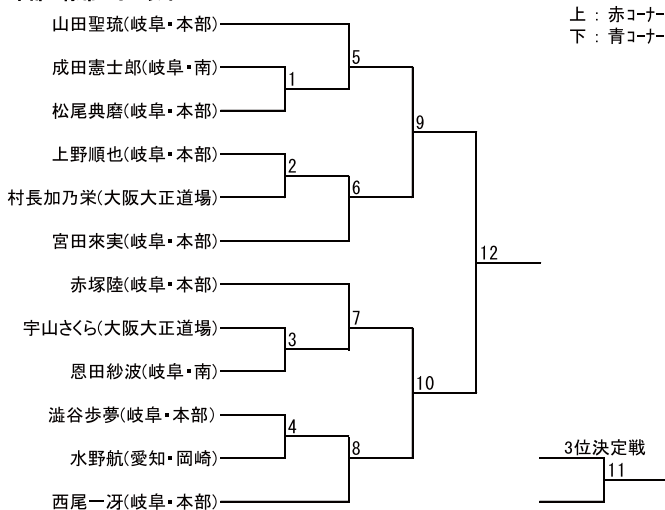 上：赤コーナー
下：青コーナー
山田聖琉(岐阜・本部)
5
成田憲士郎(岐阜・南)
1
松尾典磨(岐阜・本部)
9
上野順也(岐阜・本部)
2
村長加乃栄(大阪大正道場)
6
宮田來実(岐阜・本部)
12
赤塚陸(岐阜・本部)
7
宇山さくら(大阪大正道場)
3
恩田紗波(岐阜・南)
10
澁谷歩夢(岐阜・本部)
4
水野航(愛知・岡崎)
8
西尾一冴(岐阜・本部)
3位決定戦
11